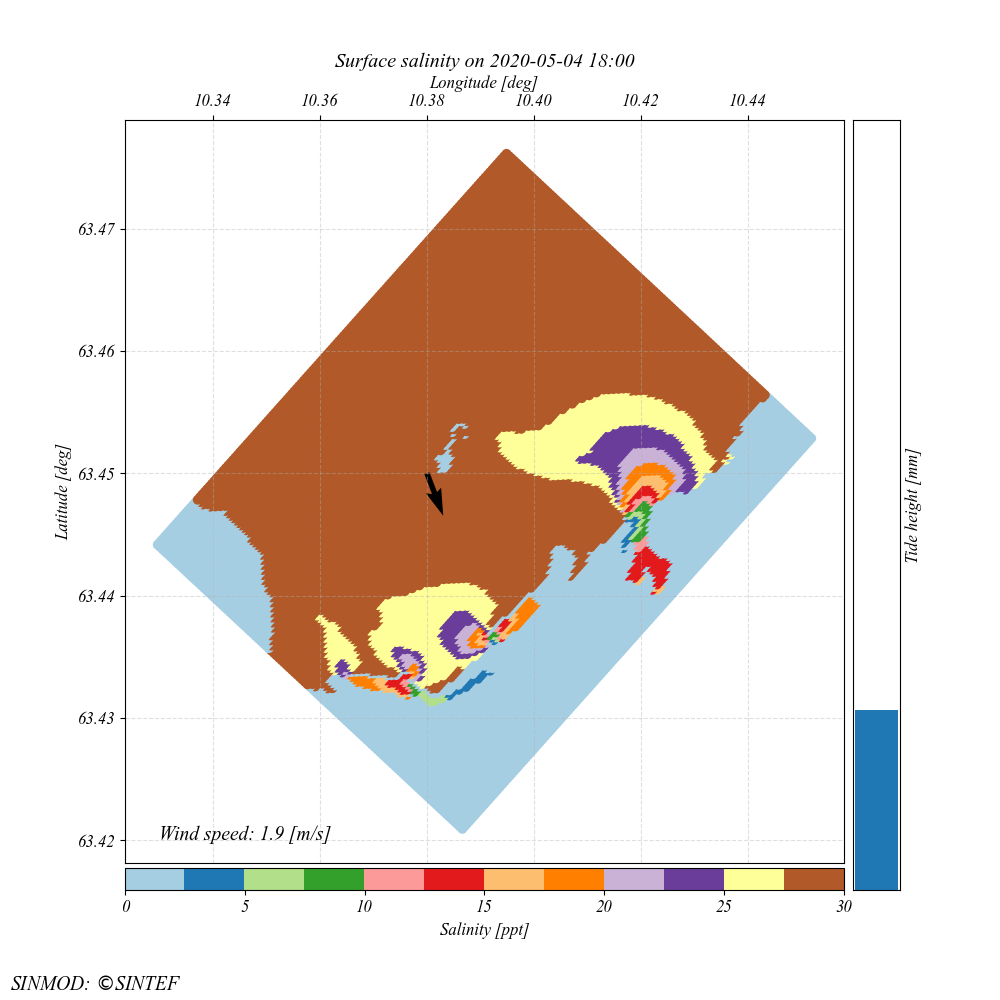 Surface salinity on 2020-05-04 18:00
Longitude [deg]
10.34 10.36 10.38 10.40 10.42 10.44
63.47
63.46
63.45
63.44
63.43
63.42
Latitude [deg]
Tide height [mm]
Wind speed: 1.9 [m/s]
0 5 10 15 20 25 30
Salinity [ppt]
SINMOD: ©SINTEF